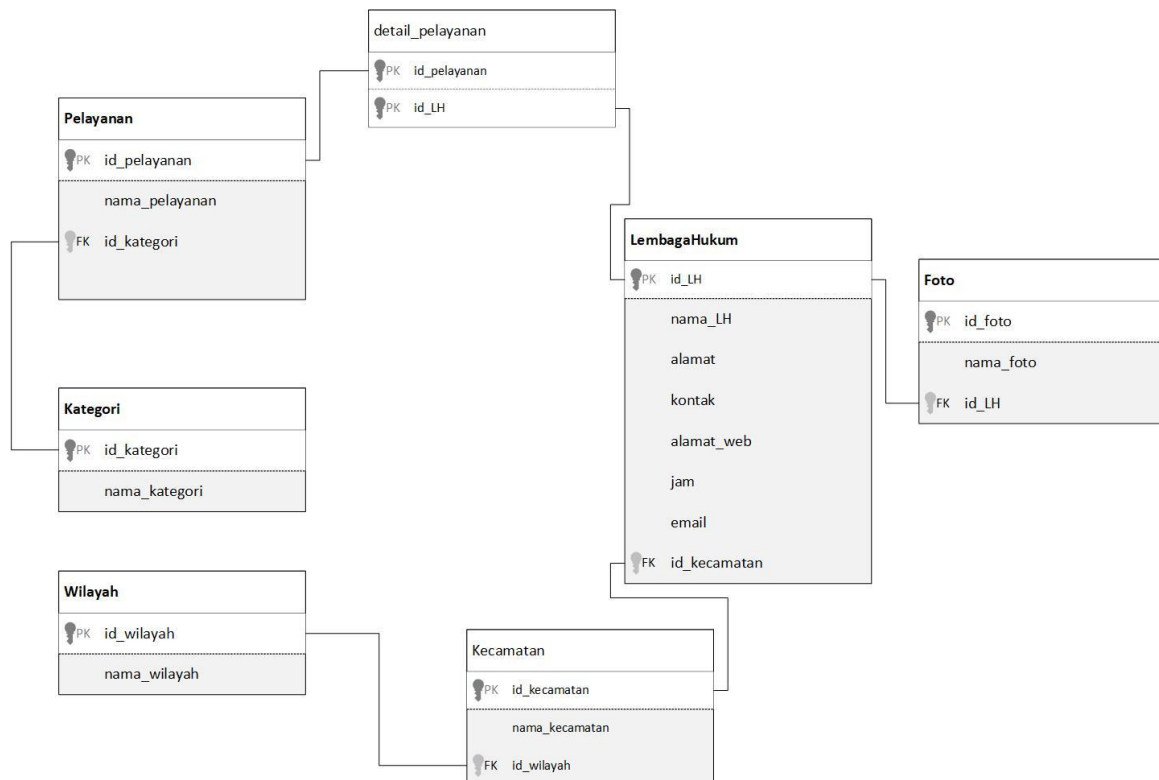 detail_pelayanan
PK id_pelayanan
PK id_LH
Pelayanan
PK id_pelayanan
nama_pelayanan
FK id_kategori
Kategori
PK id_kategori
nama_kategori
Wilayah
PK id_wilayah
nama_wilayah
Kecamatan
PK id_kecamatan
nama_kecamatan
FK id_wilayah
LembagaHukum
PK id_LH
nama_LH
alamat
kontak
alamat_web
jam
email
FK id_kecamatan
Foto
PK id_foto
nama_foto
FK id_LH